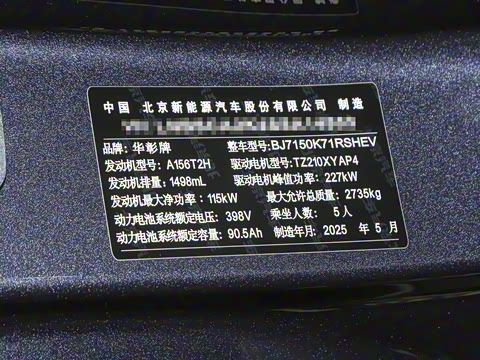 中国 北京新能源汽车股份有限公司 制造
品牌: 华彰牌 整车型号: BJ7150K71RSHEV
发动机型号: A156T2H 驱动电机型号: TZ210XYAP4
发动机排量: 1498mL 驱动电机峰值功率: 227kW
发动机最大净功率: 115kW 最大允许总质量: 2735kg
动力电池系统额定电压: 398V 乘坐人数: 5人
动力电池系统额定容量: 90.5Ah 制造年月: 2025 年 5 月